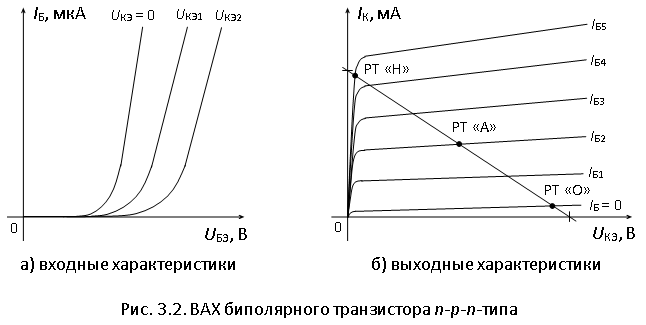 IБ, мкА
UКЭ = 0
UКЭ1
UКЭ2
0
UБЭ, В
а) входные характеристики
IК, мА
IБ5
РТ «Н»
IБ4
IБ3
РТ «А»
IБ2
IБ1
РТ «О»
IБ = 0
0
UКЭ, В
б) выходные характеристики
Рис. 3.2. ВАХ биполярного транзистора n-p-n-типа